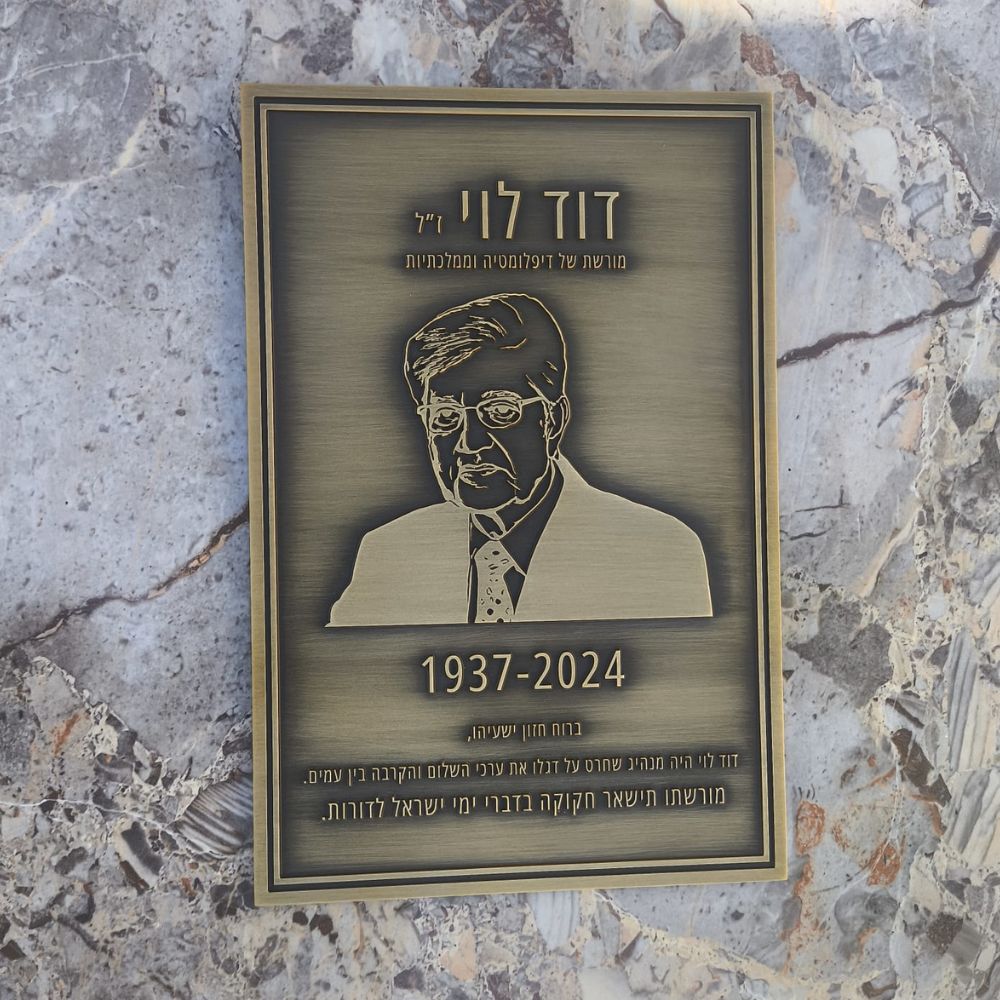 דוד לוי ז״ל
מורשת של דיפלומטיה וממלכתיות
1937-2024
ברוח חזון ישעיהו,
דוד לוי היה מנהיג שחרט על דגלו את ערכי השלום והקרבה בין עמים.
מורשתו תישאר חקוקה בדברי ימי ישראל לדורות.